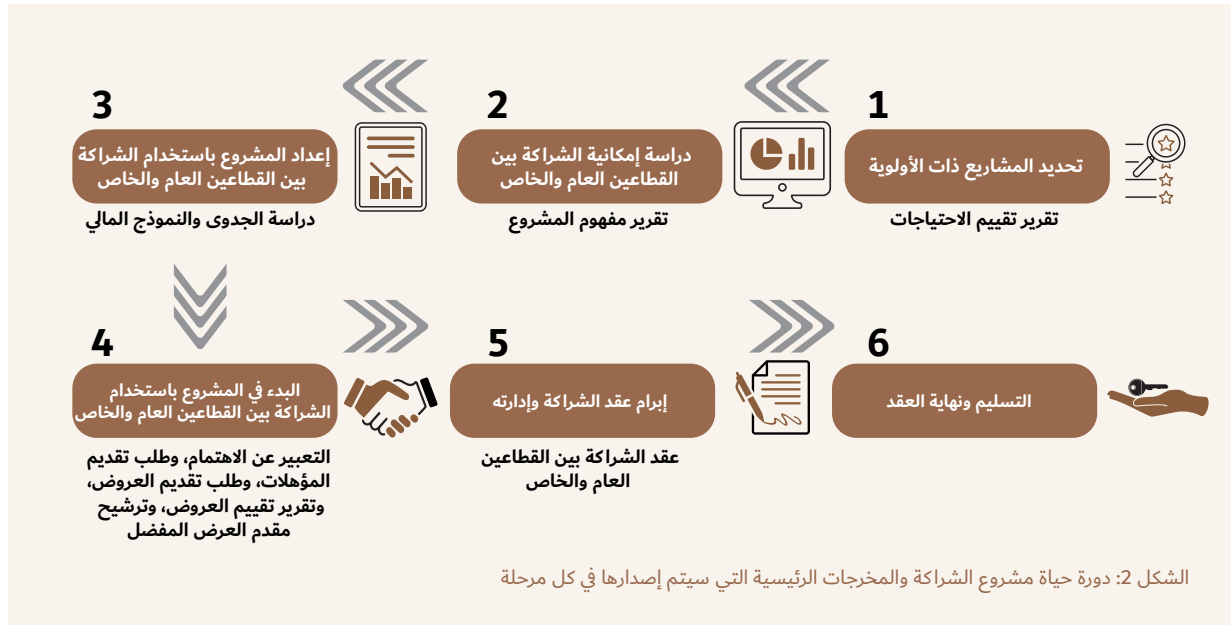 1
تحديد المشاريع ذات الأولوية
تقرير تقييم الاحتياجات
2
دراسة إمكانية الشراكة بين
القطاعين العام والخاص
تقرير مفهوم المشروع
3
إعداد المشروع باستخدام الشراكة
بين القطاعين العام والخاص
دراسة الجدوى والنموذج المالي
4
البدء في المشروع باستخدام
الشراكة بين القطاعين العام والخاص
التعبير عن الاهتمام، وطلب تقديم
المؤهلات، وطلب تقديم العروض،
وتقرير تقييم العروض، وترشيح
مقدم العرض المفضل
5
إبرام عقد الشراكة وإدارته
عقد الشراكة بين القطاعين
العام والخاص
6
التسليم ونهاية العقد
الشكل 2: دورة حياة مشروع الشراكة والمخرجات الرئيسية التي سيتم إصدارها في كل مرحلة